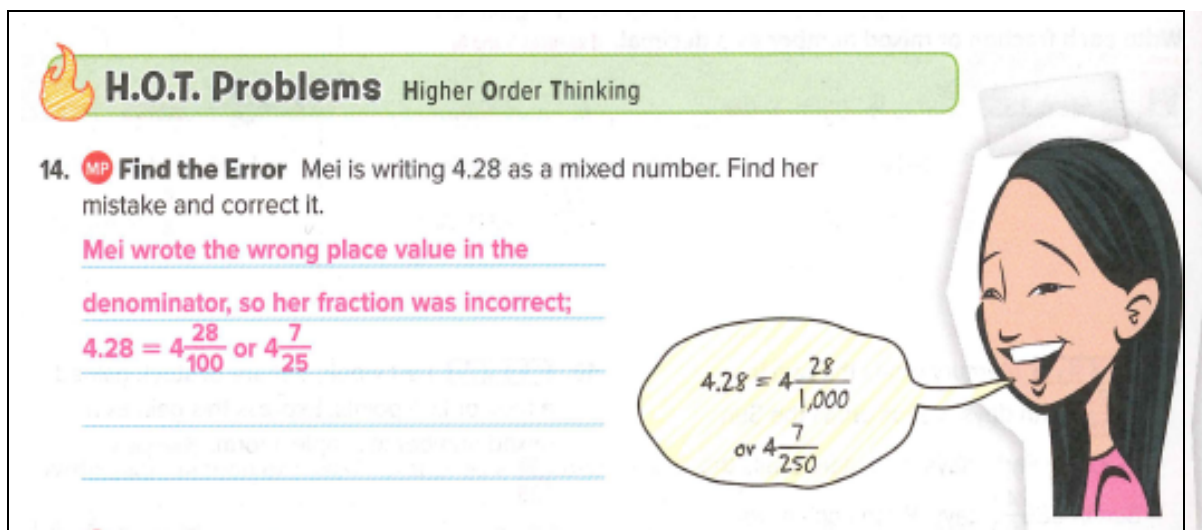 H.O.T. Problems Higher Order Thinking
14. MP Find the Error Mei is writing 4.28 as a mixed number. Find her
mistake and correct it.
Mei wrote the wrong place value in the
denominator, so her fraction was incorrect;
4.28 = 4 28/100 or 4 7/25
4.28 = 4 28/1,000
or 4 7/250